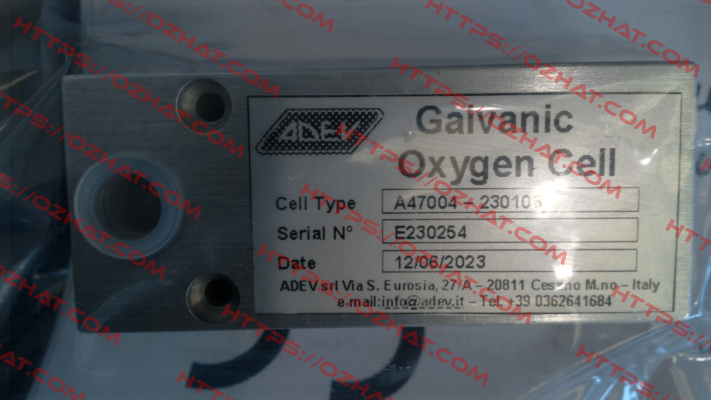 ADEV
Galvanic
Oxygen Cell
Cell Type A47004 - 230106
Serial N° E230254
Date 12/06/2023
ADEV srl Via S. Eurosia, 27/A – 20811 Cesano M.no – Italy
e-mail:info@adev.it – Tel. +39 0362641684
HTTPS://OZHAT.COM